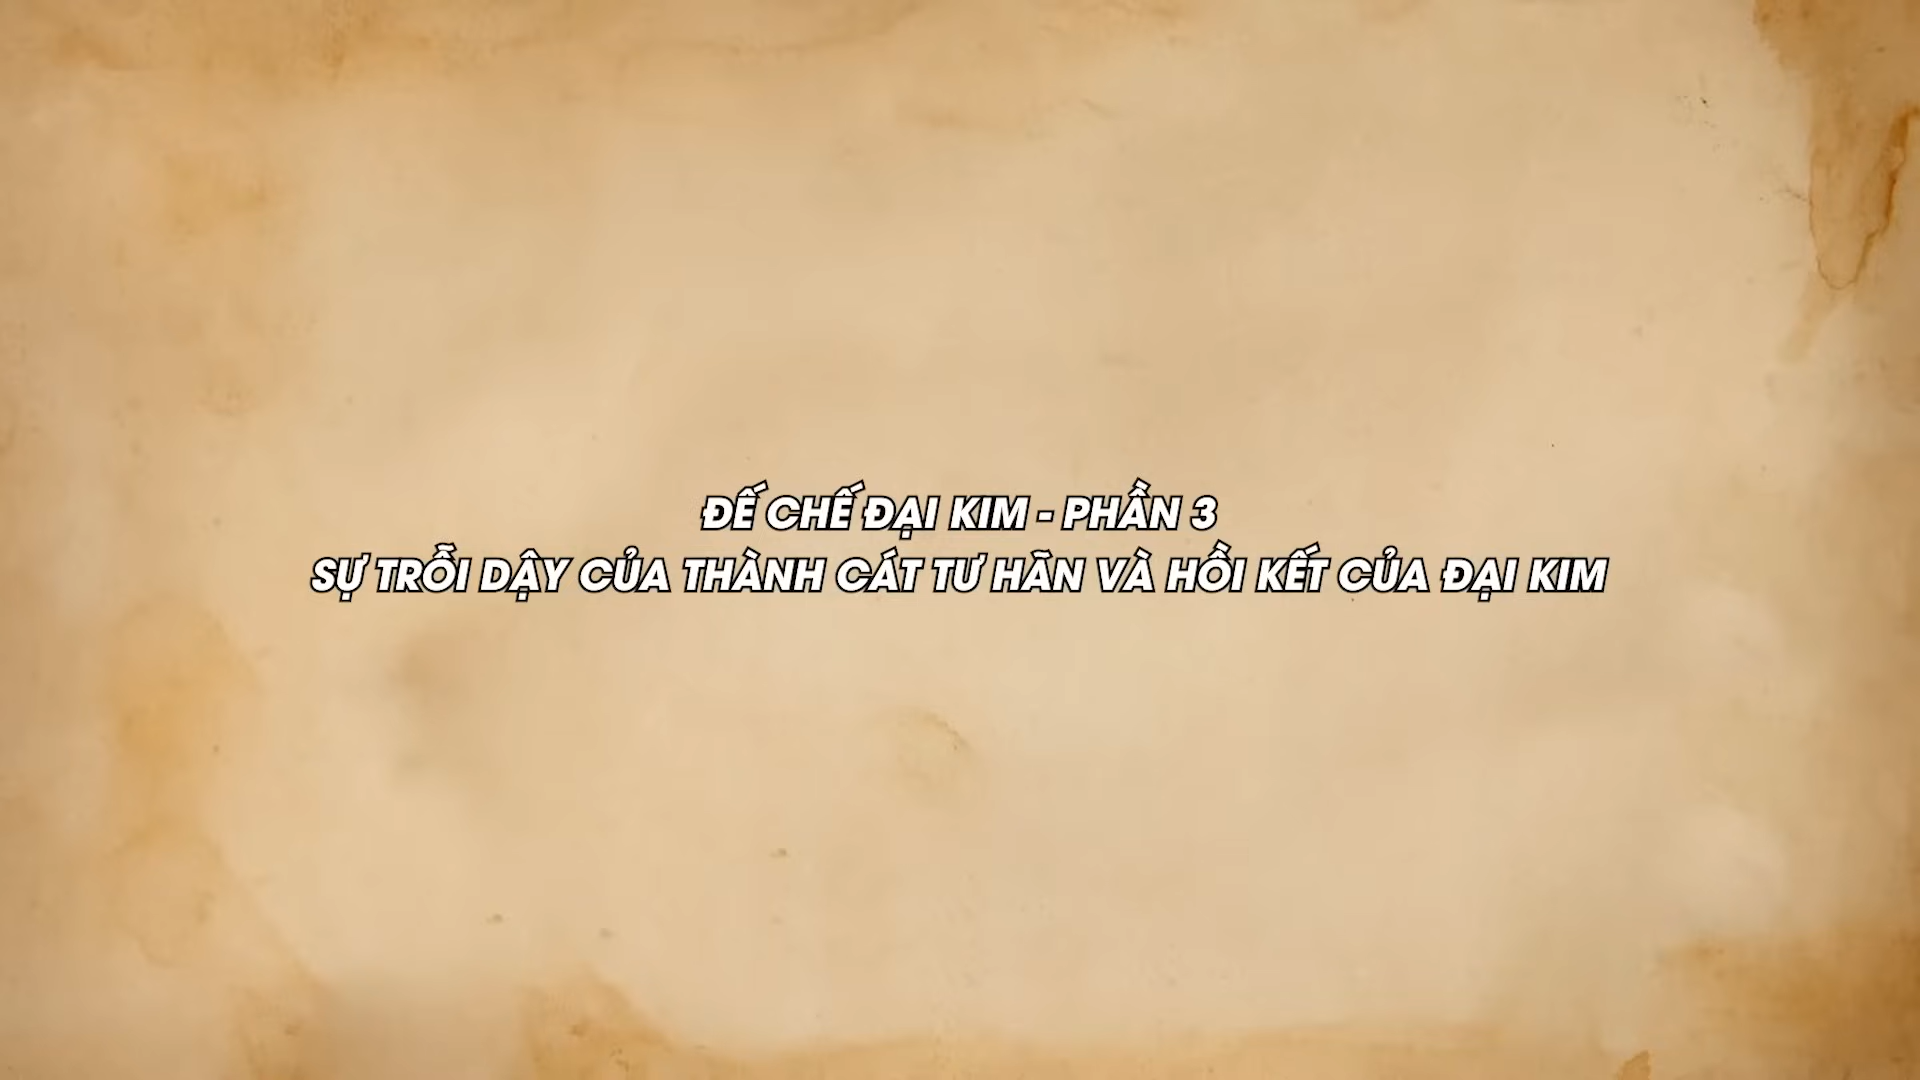 ĐẾ CHẾ ĐẠI KIM - PHẦN 3
SỰ TRỖI DẬY CỦA THÀNH CÁT TƯ HÃN VÀ HỒI KẾT CỦA ĐẠI KIM